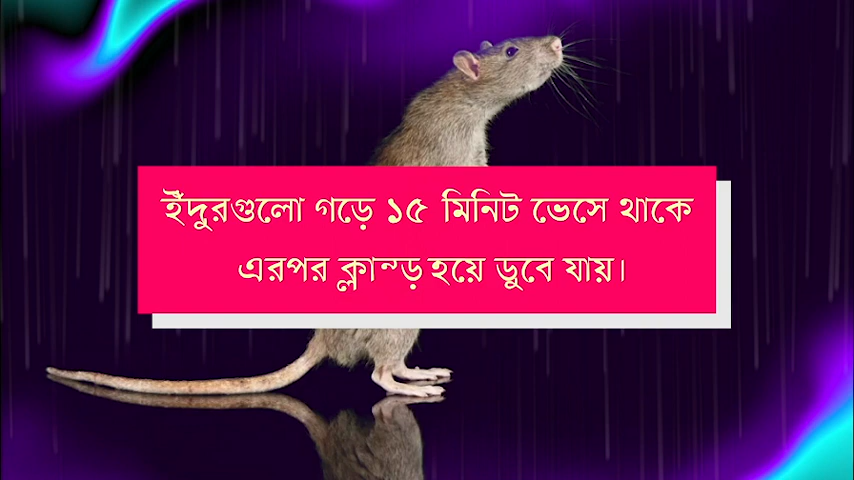 ইঁদুরগুলো গড়ে ১৫ মিনিট ভেসে থাকে
এরপর ক্লান্ড় হয়ে ডুবে যায়।